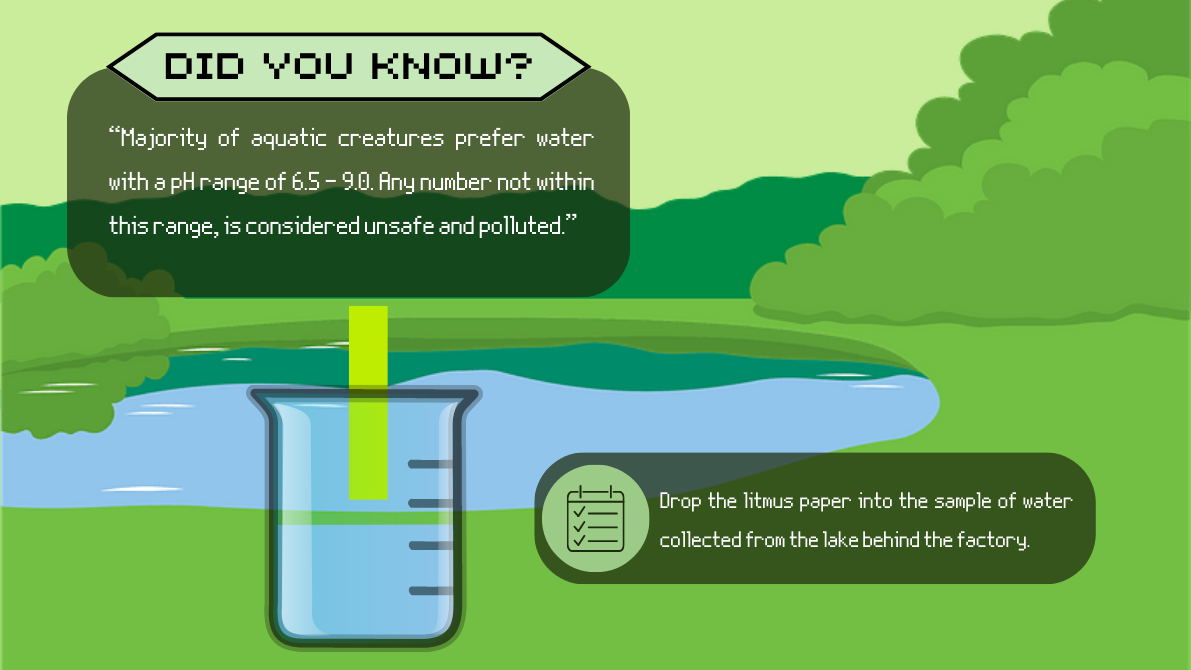 DID YOU KNOW?
“Majority of aquatic creatures prefer water
with a pH range of 6.5 – 9.0. Any number not within
this range, is considered unsafe and polluted.”
Drop the litmus paper into the sample of water
collected from the lake behind the factory.